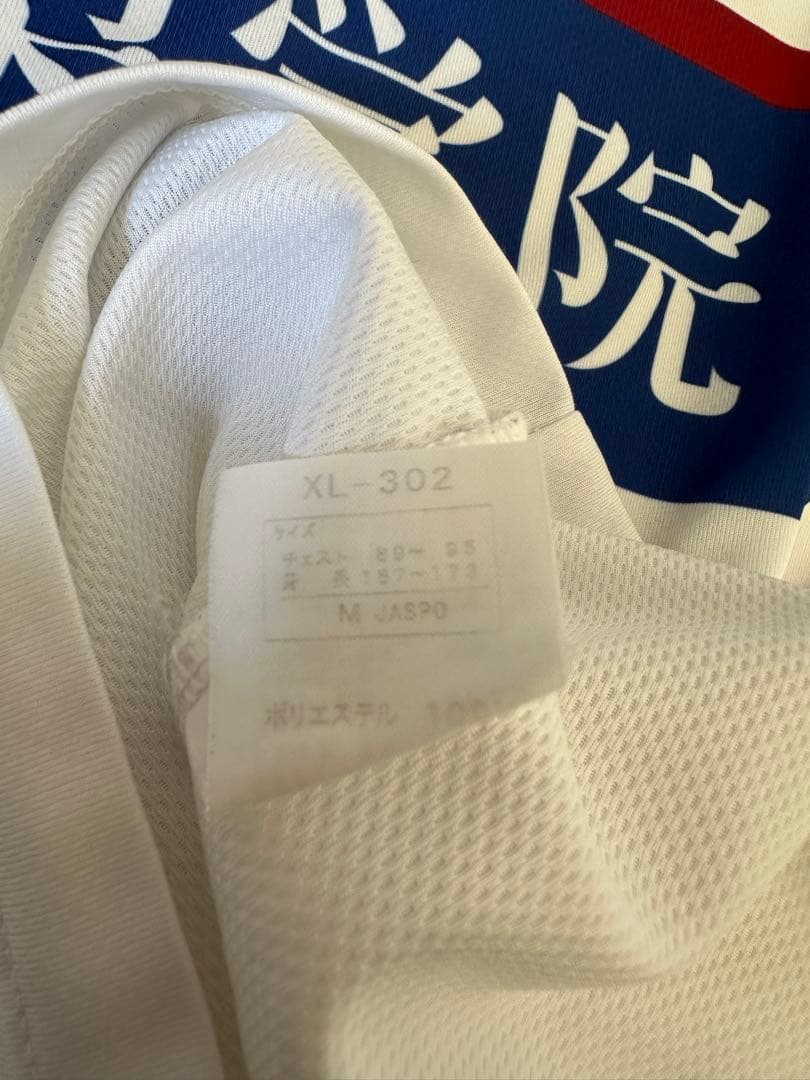 学院
XL-302
サイズ
チェスト 89〜 95
身 長 167〜173
M JASPO
ポリエステル 100